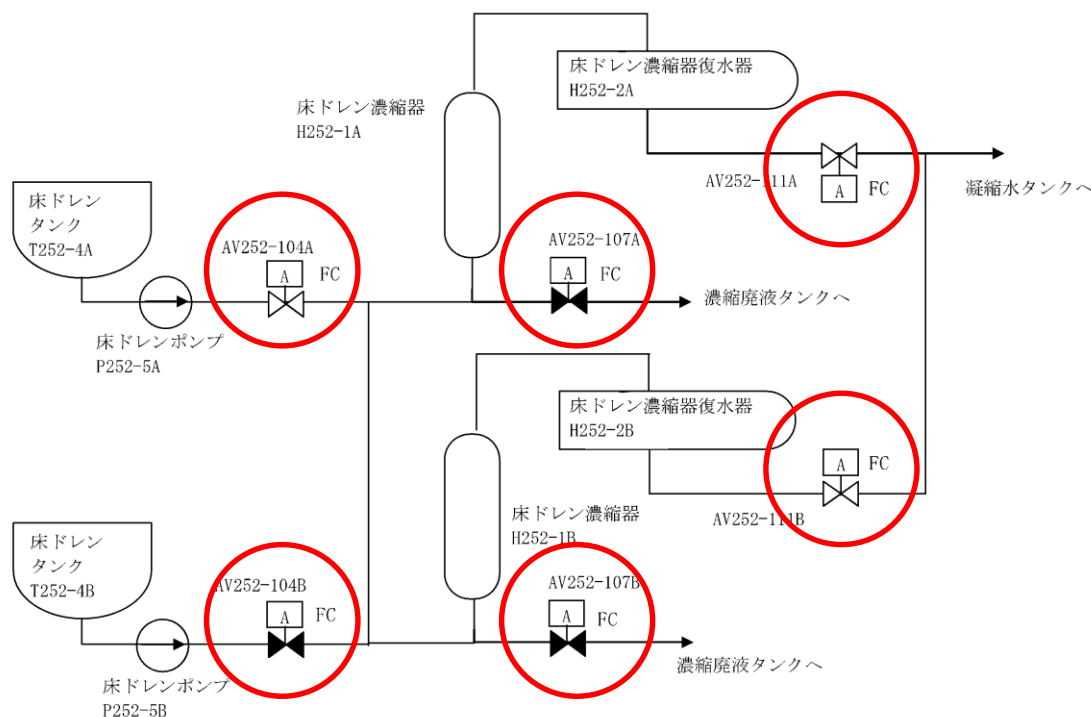 床ドレン濃縮器復水器
H252-2A
床ドレン濃縮器
H252-1A
AV252-111A
A
FC
凝縮水タンクへ
床ドレン
タンク
T252-4A
AV252-104A
A
FC
AV252-107A
A
FC
濃縮廃液タンクへ
床ドレンポンプ
P252-5A
床ドレン濃縮器復水器
H252-2B
A
FC
AV252-111B
床ドレン濃縮器
H252-1B
床ドレン
タンク
T252-4B
AV252-104B
A
FC
AV252-107B
A
FC
濃縮廃液タンクへ
床ドレンポンプ
P252-5B